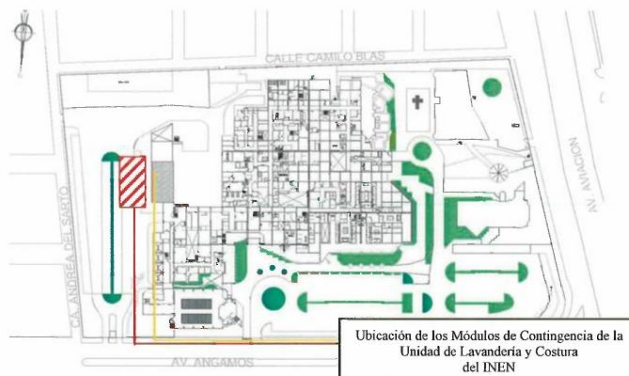 CALLE CAMILO BLAS
AV. AVIACION
CA. ANDREA DEL SARTO
AV. ANGAMOS
Ubicación de los Módulos de Contingencia de la
Unidad de Lavandería y Costura
del INEN